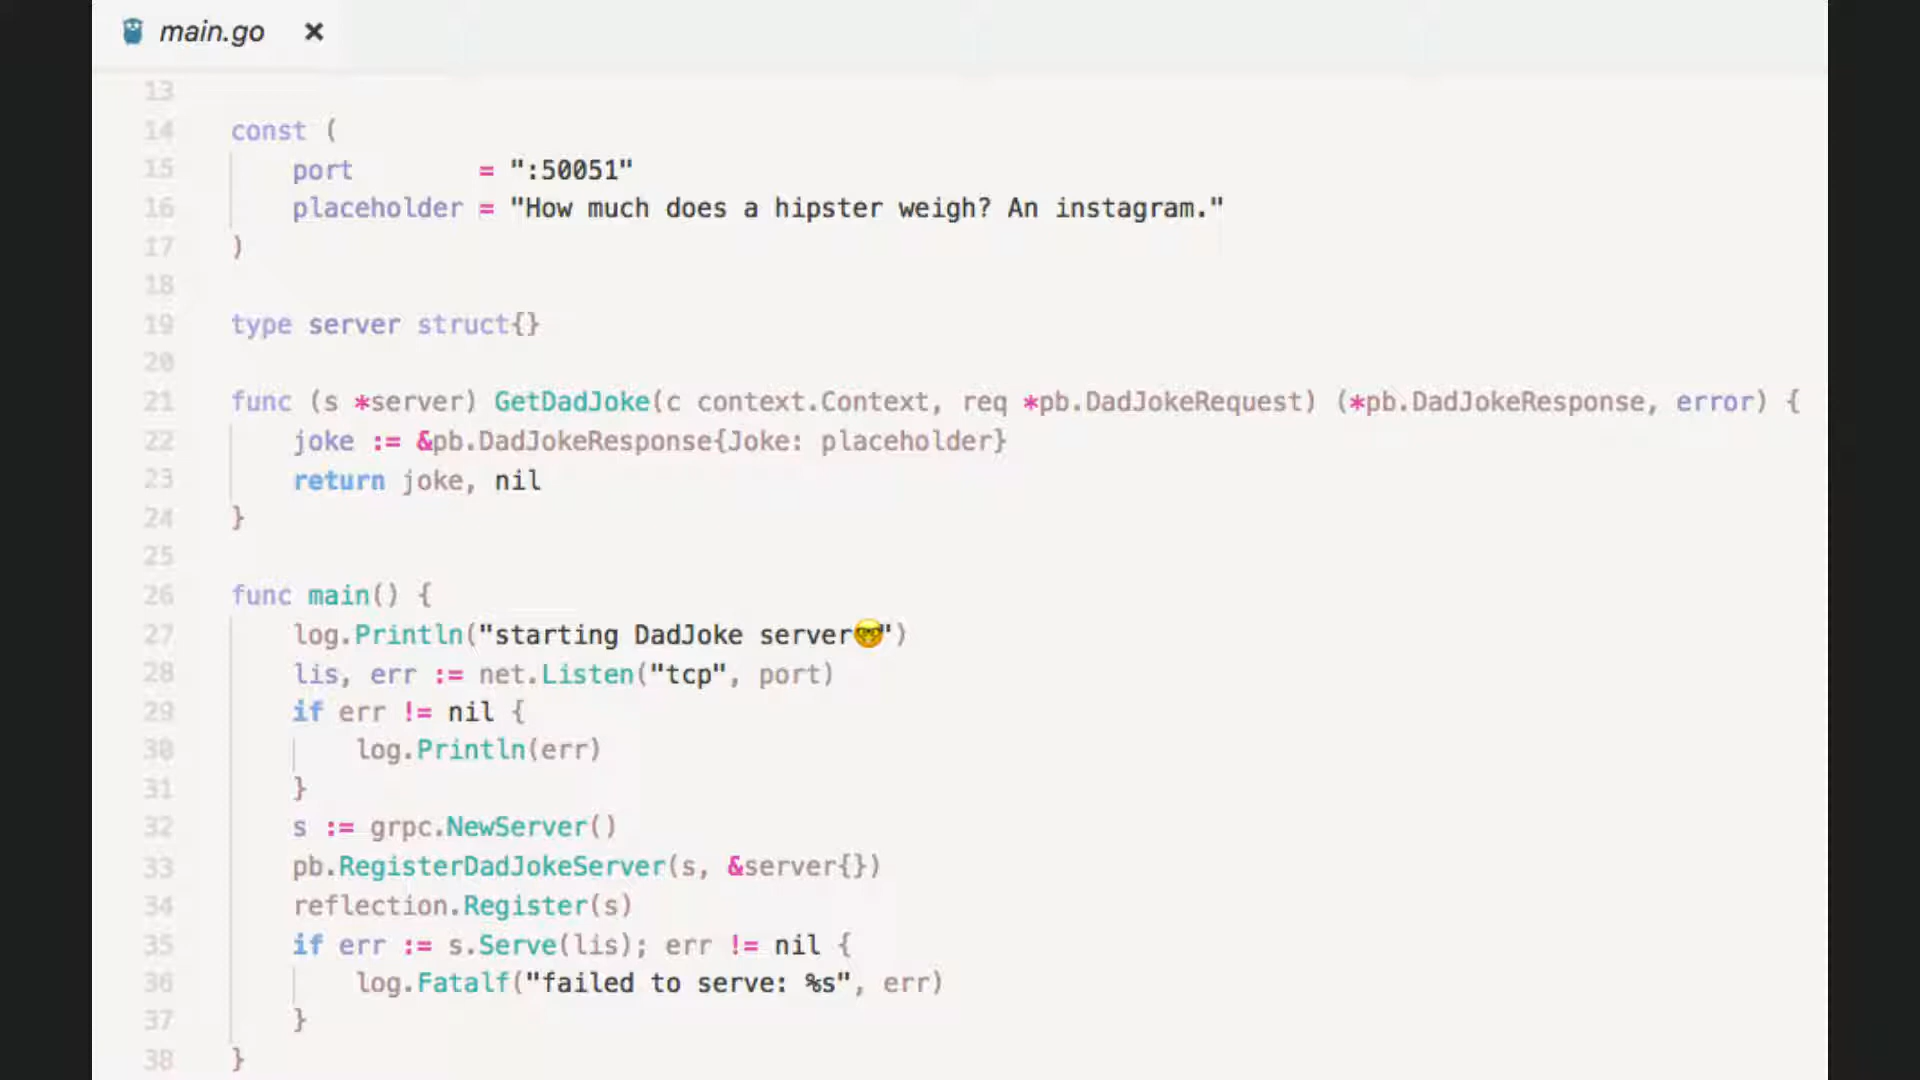 main.go ×
13
14 const (
15     port        = ":50051"
16     placeholder = "How much does a hipster weigh? An instagram."
17 )
18
19 type server struct{}
20
21 func (s *server) GetDadJoke(c context.Context, req *pb.DadJokeRequest) (*pb.DadJokeResponse, error) {
22     joke := &pb.DadJokeResponse{Joke: placeholder}
23     return joke, nil
24 }
25
26 func main() {
27     log.Println("starting DadJoke server🤓")
28     lis, err := net.Listen("tcp", port)
29     if err != nil {
30         log.Println(err)
31     }
32     s := grpc.NewServer()
33     pb.RegisterDadJokeServer(s, &server{})
34     reflection.Register(s)
35     if err := s.Serve(lis); err != nil {
36         log.Fatalf("failed to serve: %s", err)
37     }
38 }